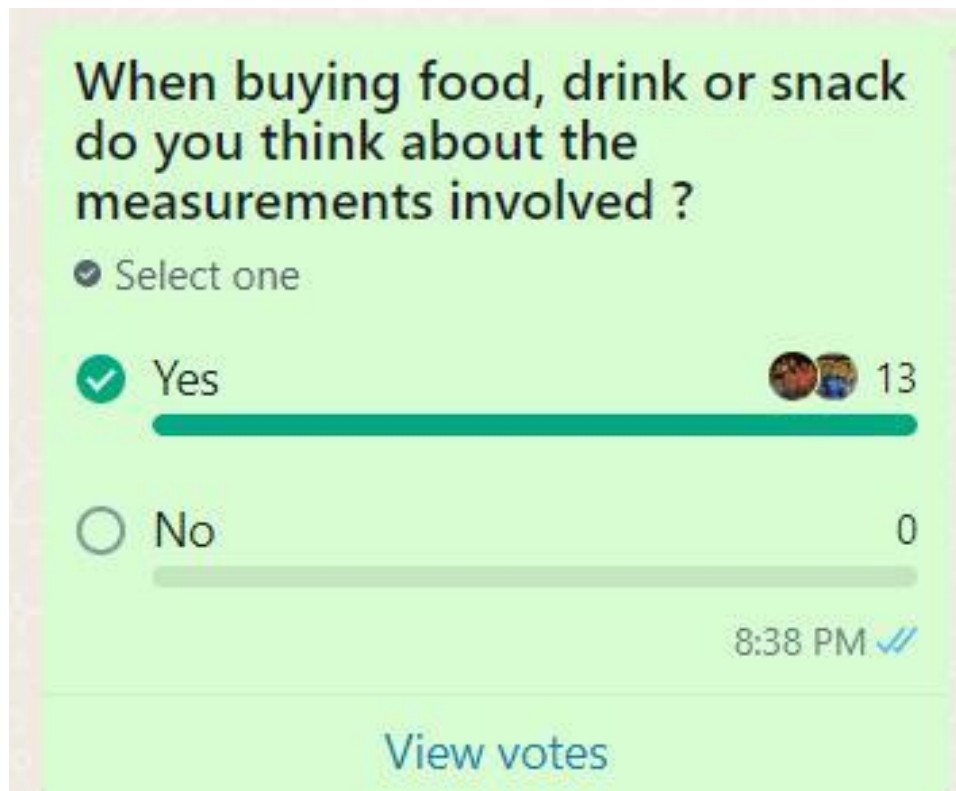 When buying food, drink or snack
do you think about the
measurements involved ?
Select one
Yes 13
No 0
8:38 PM
View votes